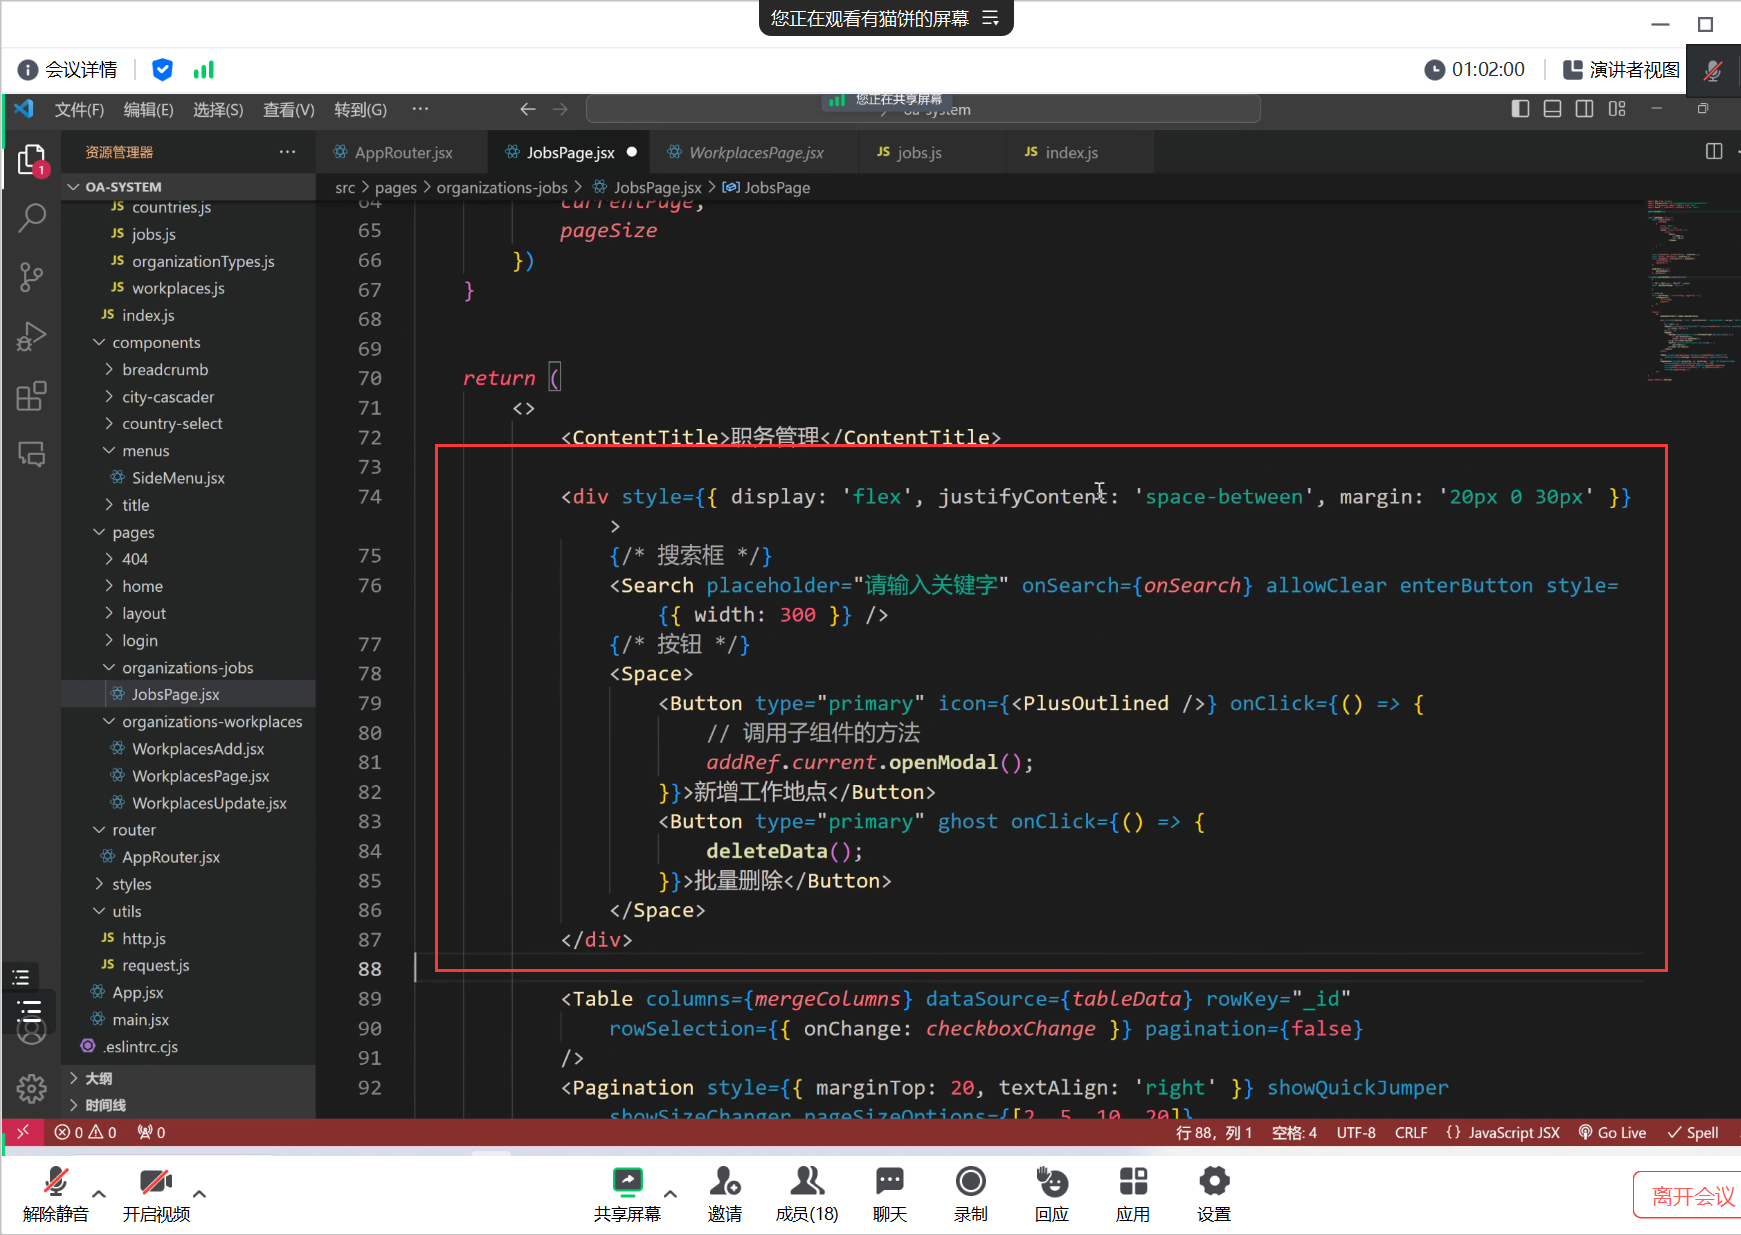 您正在观看有猫饼的屏幕
会议详情
01:02:00
演讲者视图
文件(F) 编辑(E) 选择(S) 查看(V) 转到(G) ···
您正在共享屏幕
oa-system
资源管理器 ···
AppRouter.jsx
JobsPage.jsx
WorkplacesPage.jsx
JS jobs.js
JS index.js
1
OA-SYSTEM
JS countries.js
JS jobs.js
JS organizationTypes.js
JS workplaces.js
JS index.js
components
breadcrumb
city-cascader
country-select
menus
SideMenu.jsx
title
pages
404
home
layout
login
organizations-jobs
JobsPage.jsx
organizations-workplaces
WorkplacesAdd.jsx
WorkplacesPage.jsx
WorkplacesUpdate.jsx
router
AppRouter.jsx
styles
utils
JS http.js
JS request.js
App.jsx
main.jsx
.eslintrc.cjs
大纲
时间线
src > pages > organizations-jobs > JobsPage.jsx > JobsPage
64 currentPage,
65 pageSize
66 })
67 }
68
69
70 return (
71 <>
72 <ContentTitle>职务管理</ContentTitle>
73
74 <div style={{ display: 'flex', justifyContent: 'space-between', margin: '20px 0 30px' }}
>
75 {/* 搜索框 */}
76 <Search placeholder="请输入关键字" onSearch={onSearch} allowClear enterButton style=
{{ width: 300 }} />
77 {/* 按钮 */}
78 <Space>
79 <Button type="primary" icon={<PlusOutlined />} onClick={() => {
80 // 调用子组件的方法
81 addRef.current.openModal();
82 }}>新增工作地点</Button>
83 <Button type="primary" ghost onClick={() => {
84 deleteData();
85 }}>批量删除</Button>
86 </Space>
87 </div>
88
89 <Table columns={mergeColumns} dataSource={tableData} rowKey="_id"
90 rowSelection={{ onChange: checkboxChange }} pagination={false}
91 />
92 <Pagination style={{ marginTop: 20, textAlign: 'right' }} showQuickJumper
showSizeChanger pageSizeOptions={[2, 5, 10, 20]}
0 0 0
行 88，列 1 空格: 4 UTF-8 CRLF {} JavaScript JSX Go Live Spell
解除静音 开启视频 共享屏幕 邀请 成员(18) 聊天 录制 回应 应用 设置
离开会议